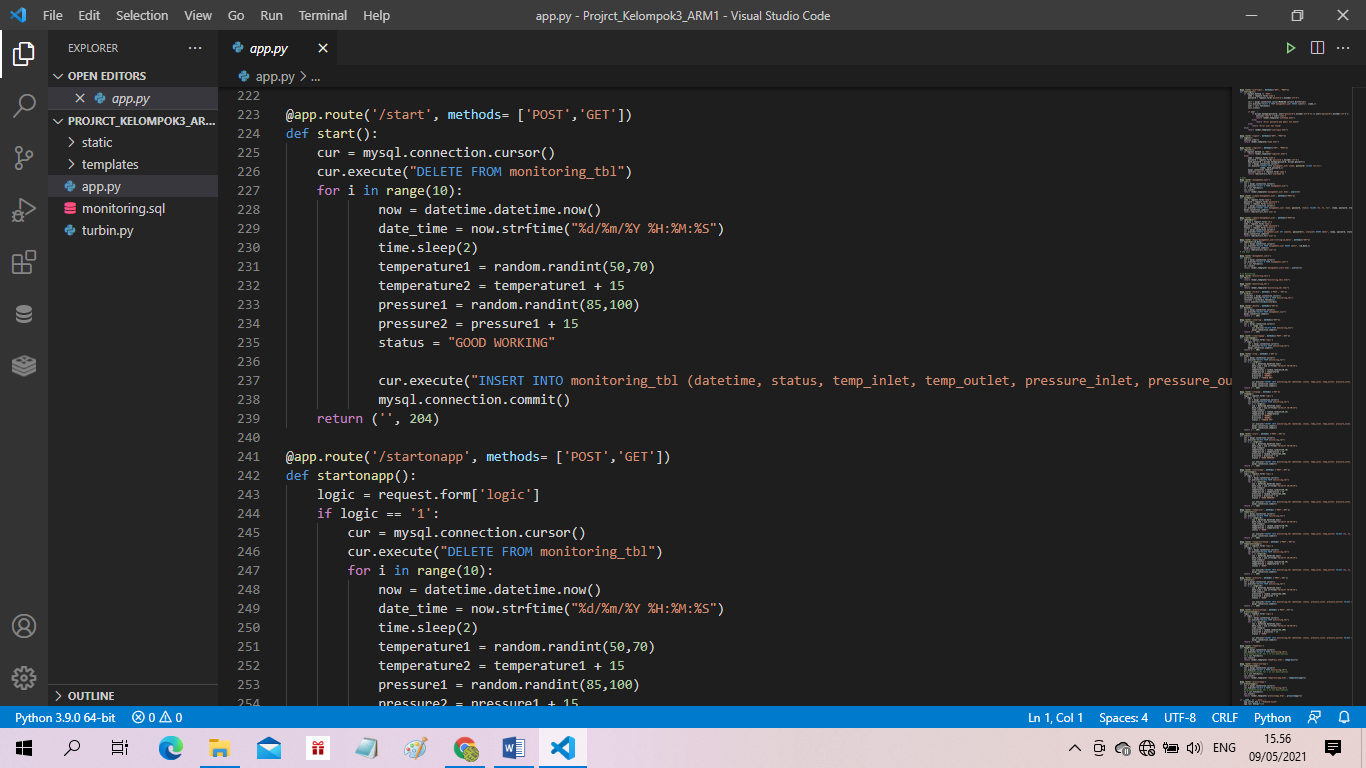 File Edit Selection View Go Run Terminal Help
app.py - Projrct_Kelompok3_ARM1 - Visual Studio Code
EXPLORER ...
OPEN EDITORS
app.py
PROJRCT_KELOMPOK3_AR...
static
templates
app.py
monitoring.sql
turbin.py
OUTLINE
app.py
app.py > ...
222
223 @app.route('/start', methods= ['POST','GET'])
224 def start():
225 cur = mysql.connection.cursor()
226 cur.execute("DELETE FROM monitoring_tbl")
227 for i in range(10):
228 now = datetime.datetime.now()
229 date_time = now.strftime("%d/%m/%Y %H:%M:%S")
230 time.sleep(2)
231 temperature1 = random.randint(50,70)
232 temperature2 = temperature1 + 15
233 pressure1 = random.randint(85,100)
234 pressure2 = pressure1 + 15
235 status = "GOOD WORKING"
236
237 cur.execute("INSERT INTO monitoring_tbl (datetime, status, temp_inlet, temp_outlet, pressure_inlet, pressure_ou
238 mysql.connection.commit()
239 return ('', 204)
240
241 @app.route('/startonapp', methods= ['POST','GET'])
242 def startonapp():
243 logic = request.form['logic']
244 if logic == '1':
245 cur = mysql.connection.cursor()
246 cur.execute("DELETE FROM monitoring_tbl")
247 for i in range(10):
248 now = datetime.datetime.now()
249 date_time = now.strftime("%d/%m/%Y %H:%M:%S")
250 time.sleep(2)
251 temperature1 = random.randint(50,70)
252 temperature2 = temperature1 + 15
253 pressure1 = random.randint(85,100)
254 pressure2 = pressure1 + 15
Python 3.9.0 64-bit 0 0 Ln 1, Col 1 Spaces: 4 UTF-8 CRLF Python
ENG
15.56
09/05/2021